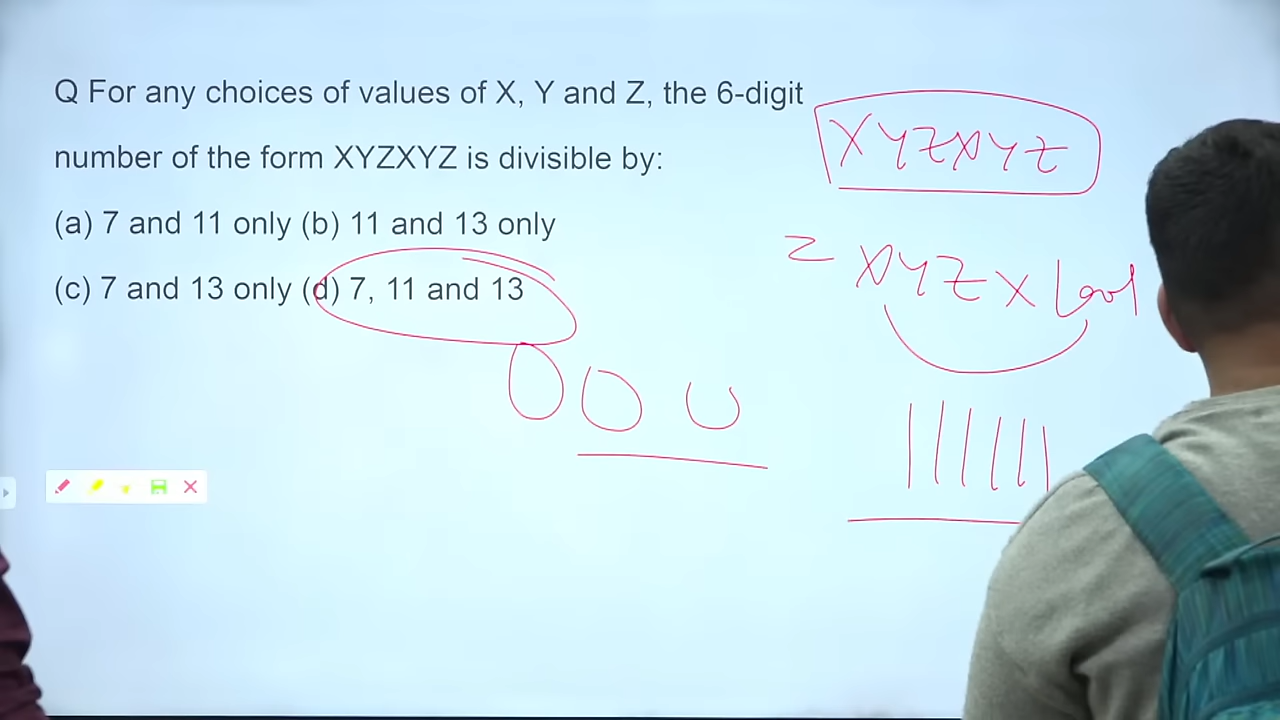 Q For any choices of values of X, Y and Z, the 6-digit
number of the form XYZXYZ is divisible by:
(a) 7 and 11 only (b) 11 and 13 only
(c) 7 and 13 only (d) 7, 11 and 13
XYZXYZ
= XYZ X 1001
111111